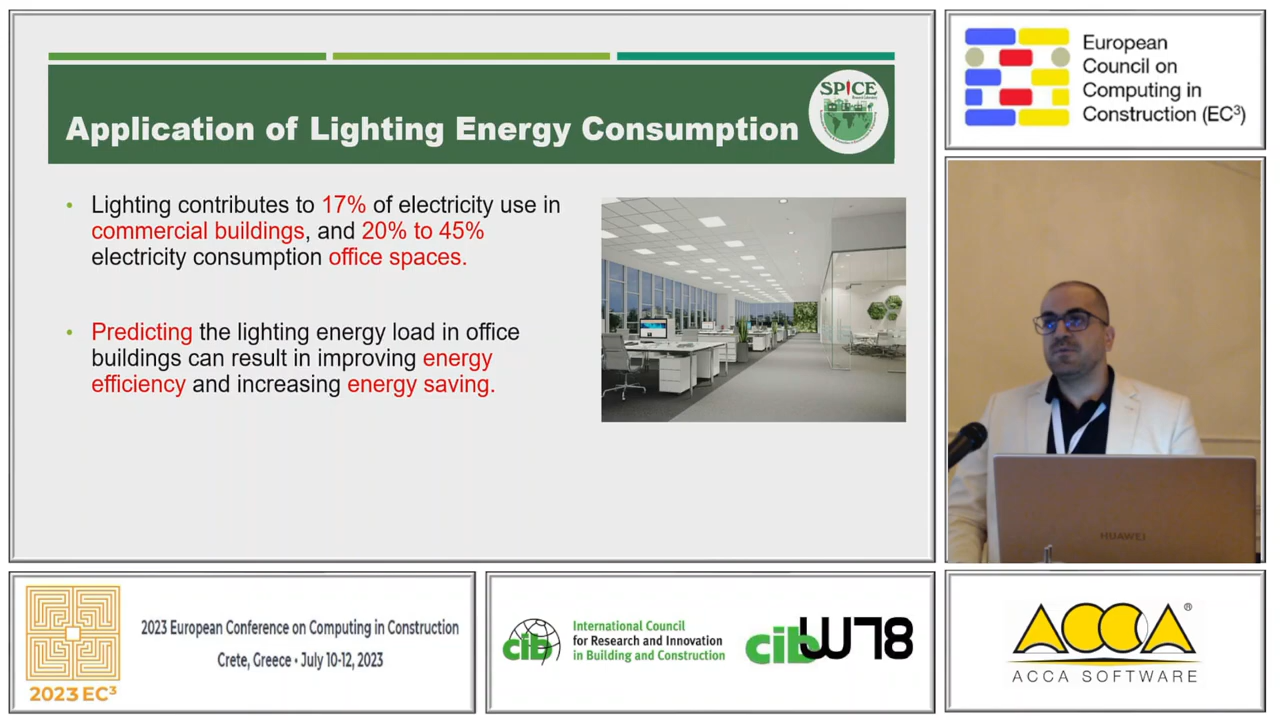 SPICE
Application of Lighting Energy Consumption
• Lighting contributes to 17% of electricity use in
commercial buildings, and 20% to 45%
electricity consumption office spaces.
• Predicting the lighting energy load in office
buildings can result in improving energy
efficiency and increasing energy saving.
European
Council on
Computing in
Construction (EC³)
HUAWEI
2023 EC³
2023 European Conference on Computing in Construction
Crete, Greece • July 10-12, 2023
cib
International Council
for Research and Innovation
in Building and Construction
cib W78
ACCA®
ACCA SOFTWARE